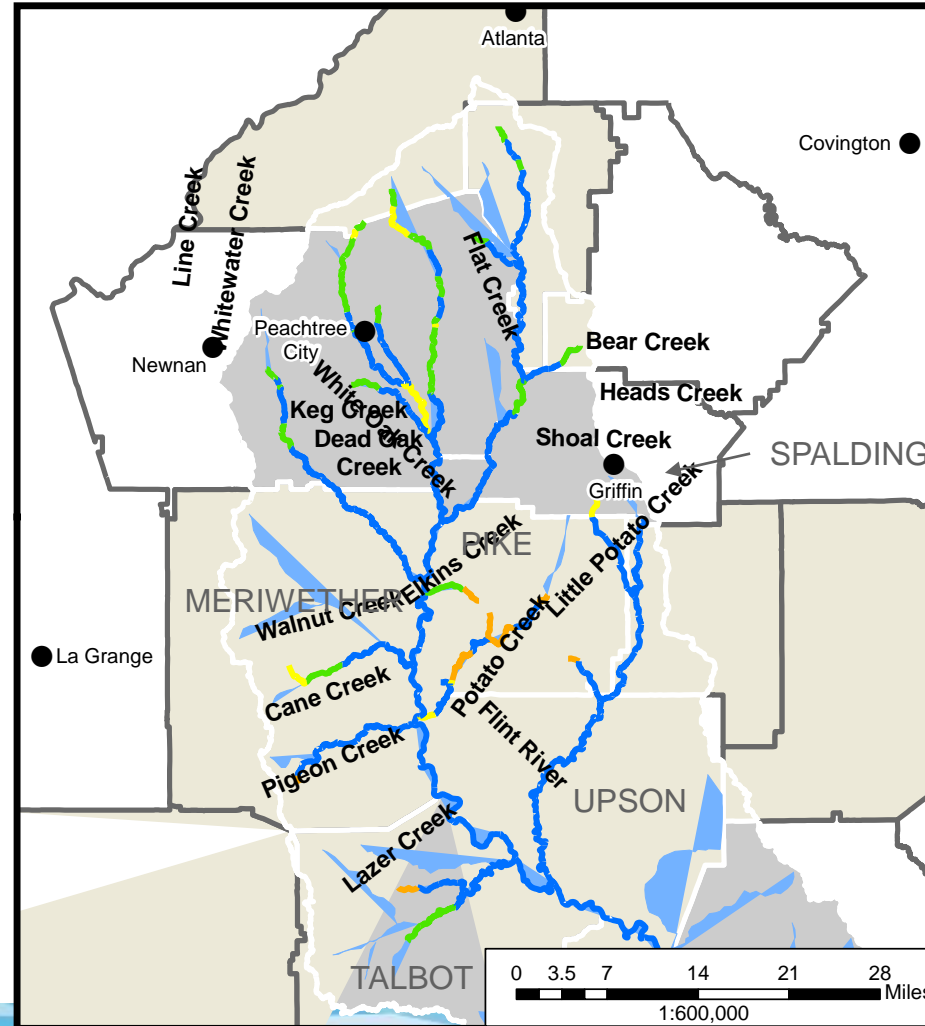 Atlanta
Covington
Line Creek
Whitewater Creek
Flat Creek
Peachtree
City
Newnan
Bear Creek
White Oak Creek
Heads Creek
Keg Creek
Dead Oak
Creek
Shoal Creek
SPALDING
Griffin
Little Potato Creek
PIKE
Elkins Creek
MERIWETHER
Walnut Creek
La Grange
Potato Creek
Cane Creek
Flint River
Pigeon Creek
UPSON
Lazer Creek
TALBOT
0 3.5 7 14 21 28
Miles
1:600,000